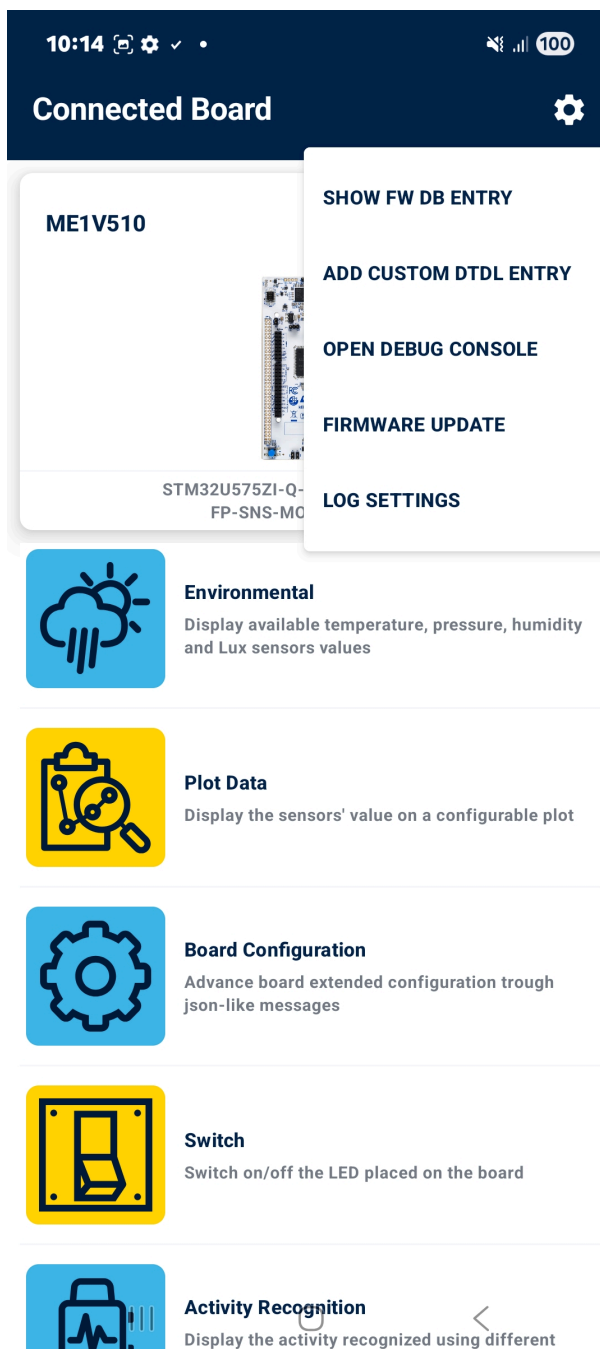 10:14
100
Connected Board
SHOW FW DB ENTRY
ADD CUSTOM DTDL ENTRY
OPEN DEBUG CONSOLE
FIRMWARE UPDATE
LOG SETTINGS
ME1V510
STM32U575ZI-Q-
FP-SNS-MO
Environmental
Display available temperature, pressure, humidity
and Lux sensors values
Plot Data
Display the sensors' value on a configurable plot
Board Configuration
Advance board extended configuration trough
json-like messages
Switch
Switch on/off the LED placed on the board
Activity Recognition
Display the activity recognized using different